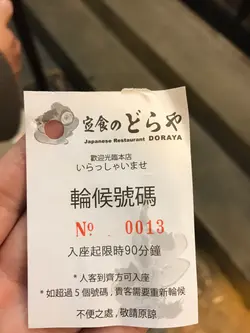 定食のどらや
Japanese Restaurant DORAYA
歡迎光臨本店
いらっしゃいませ
輪候號碼
No 0013
入座起限時90分鐘
*人客到齊方可入座
*如超過5個號碼,貴客需要重新輪候
不便之處,敬請原諒